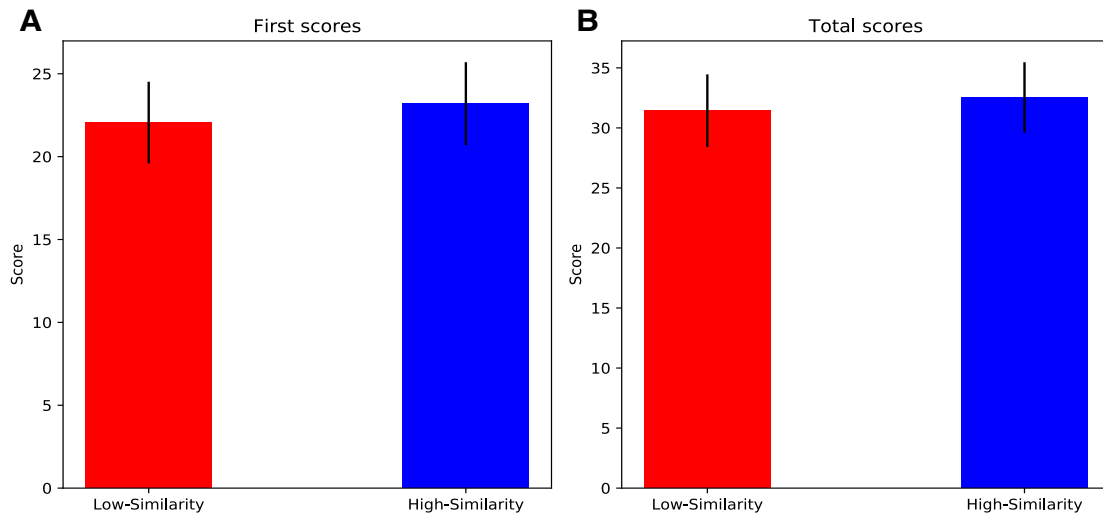 A
First scores
Score
25
20
15
10
5
0
Low-Similarity
High-Similarity
B
Total scores
Score
35
30
25
20
15
10
5
0
Low-Similarity
High-Similarity